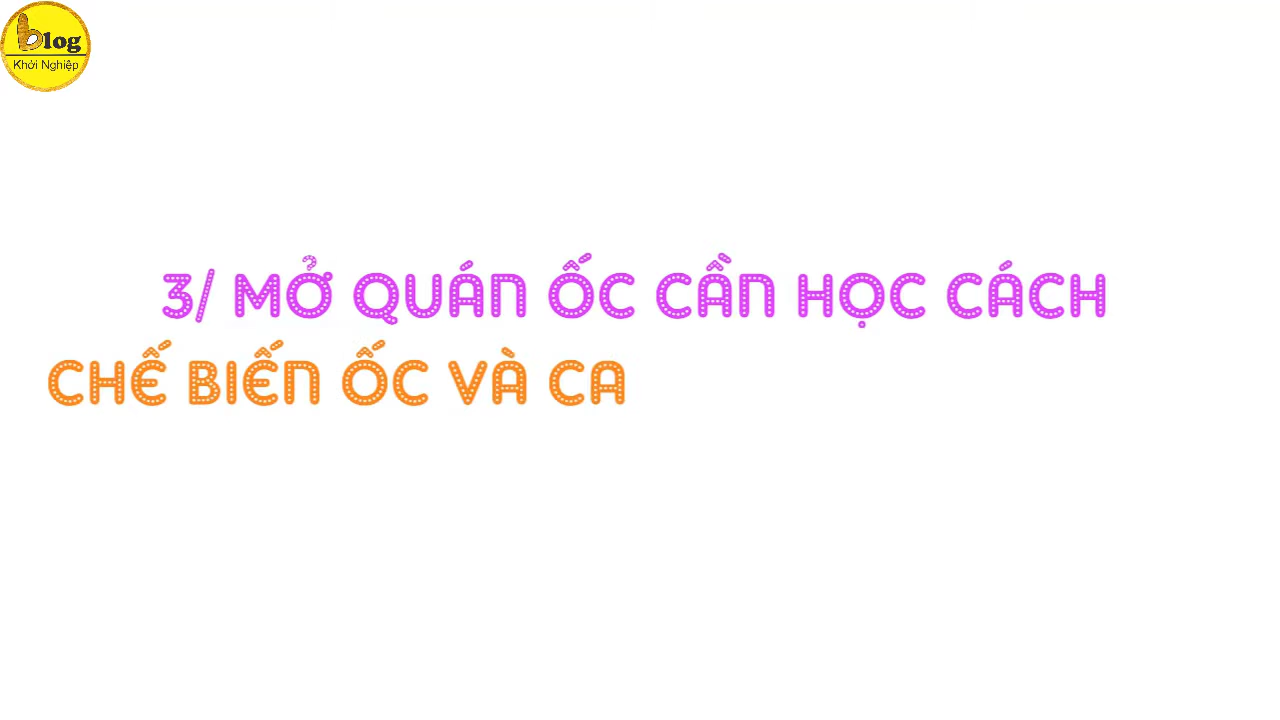 blog
Khởi Nghiệp
3/ MỞ QUÁN ỐC CẦN HỌC CÁCH
CHẾ BIẾN ỐC VÀ CA